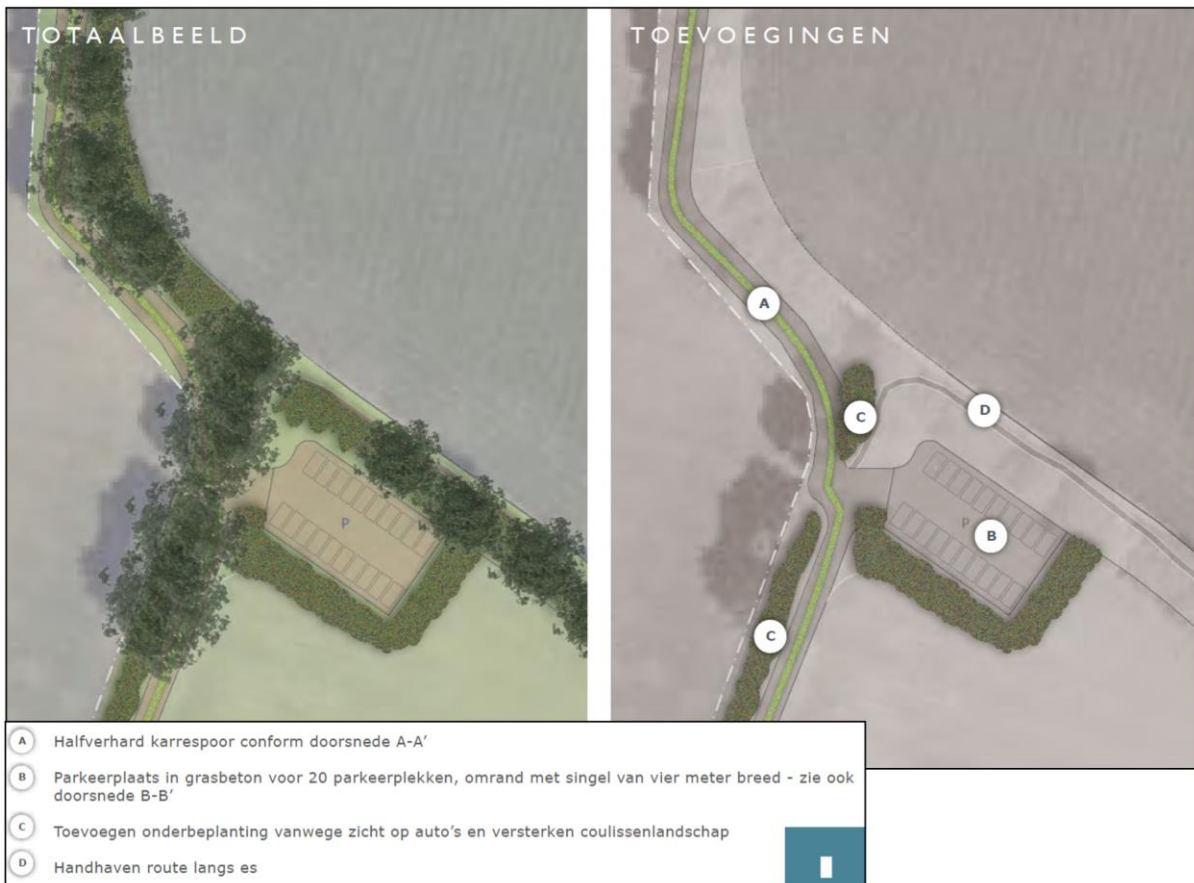 TOTAALBEELD
P
TOEVOEGINGEN
A
C
D
P
B
C
A Halfverhard karrespoor conform doorsnede A-A’
B Parkeerplaats in grasbeton voor 20 parkeerplekken, omrand met singel van vier meter breed - zie ook
doorsnede B-B’
C Toevoegen onderbeplanting vanwege zicht op auto’s en versterken coulissenlandschap
D Handhaven route langs es